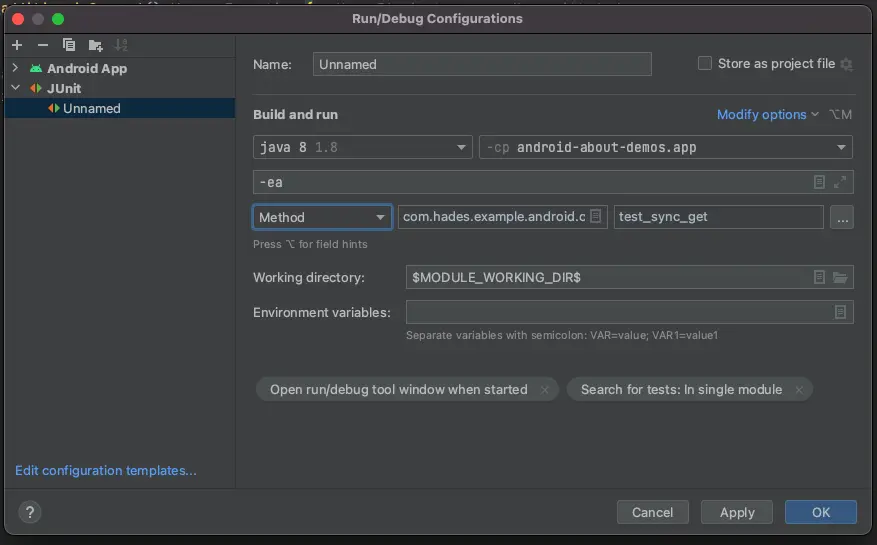 Run/Debug Configurations
Android App
JUnit
Unnamed
Name: Unnamed Store as project file
Build and run Modify options ⌥M
java 8 1.8 -cp android-about-demos.app
-ea
Method com.hades.example.android.c test_sync_get ...
Press ⌥ for field hints
Working directory: $MODULE_WORKING_DIR$
Environment variables:
Separate variables with semicolon: VAR=value; VAR1=value1
Open run/debug tool window when started × Search for tests: In single module ×
Edit configuration templates...
? Cancel Apply OK